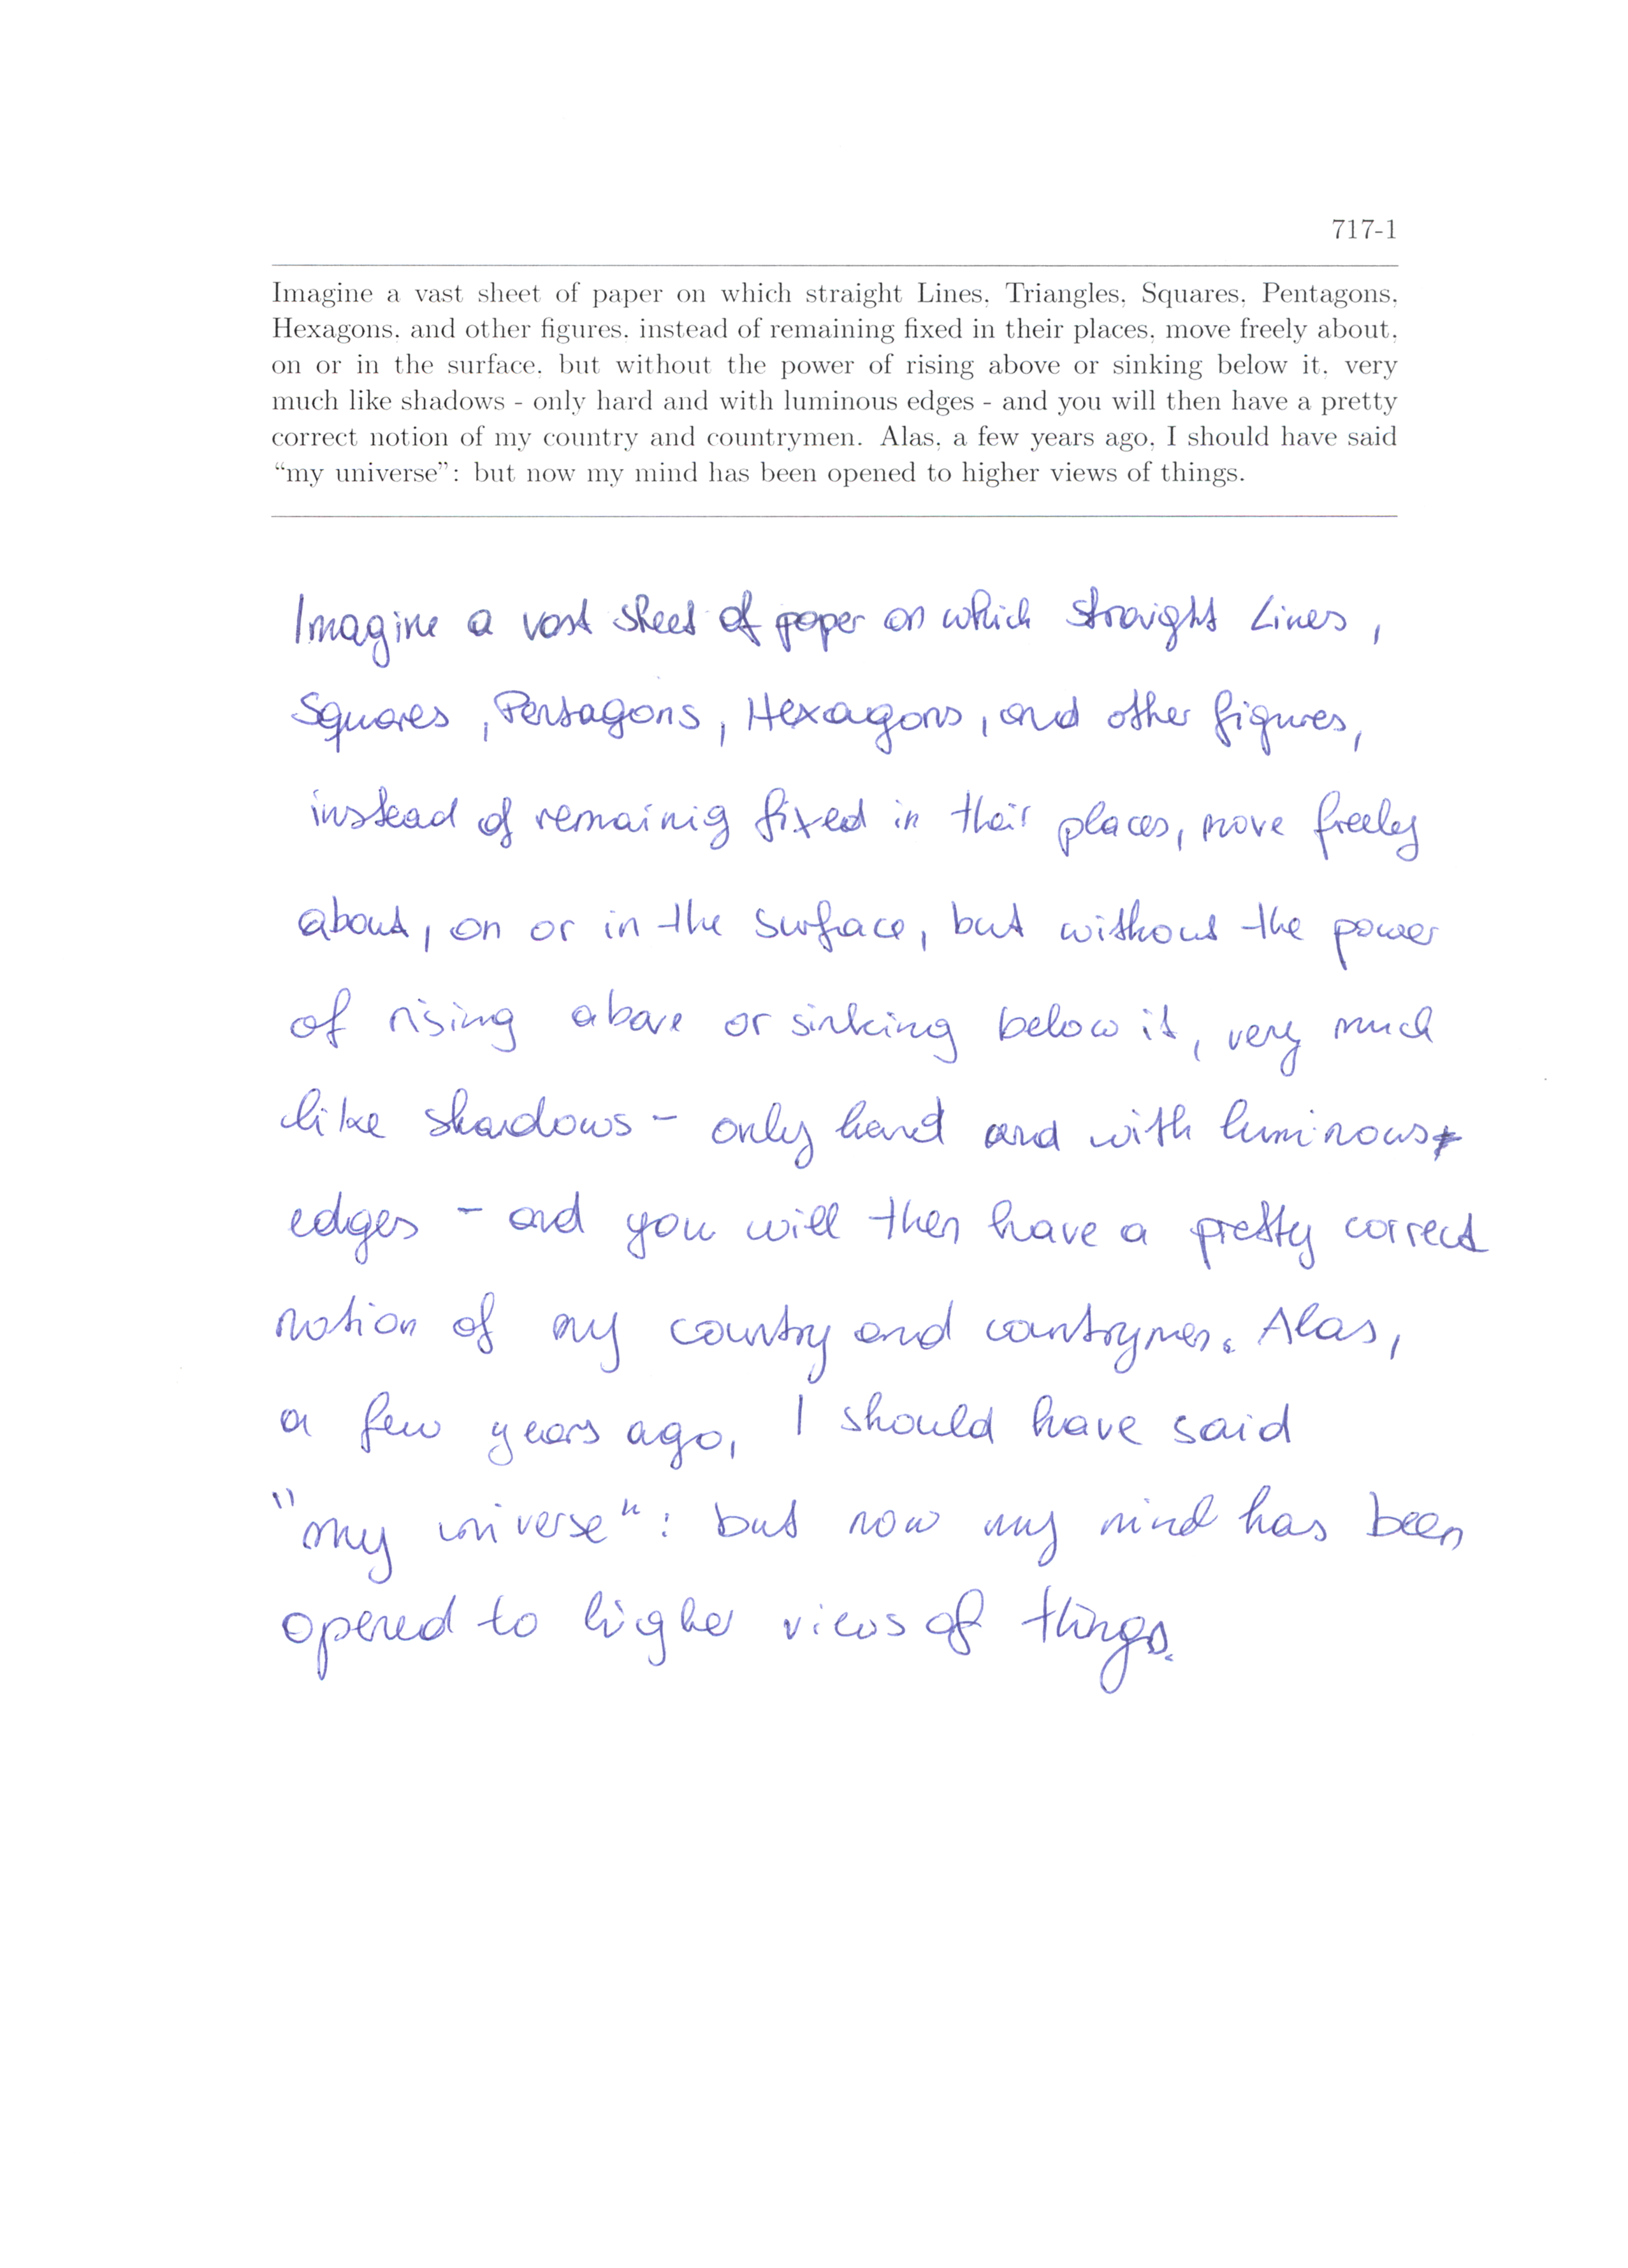 717-1
Imagine a vast sheet of paper on which straight Lines, Triangles, Squares, Pentagons,
Hexagons, and other figures, instead of remaining fixed in their places, move freely about,
on or in the surface, but without the power of rising above or sinking below it, very
much like shadows - only hard and with luminous edges - and you will then have a pretty
correct notion of my country and countrymen. Alas, a few years ago, I should have said
“my universe”: but now my mind has been opened to higher views of things.
Imagine a vast sheet of paper on which straight Lines,
Squares, Pentagons, Hexagons, and other figures,
instead of remainig fixed in their places, move freely
about, on or in the surface, but without the power
of rising above or sinking below it, very much
like shadows - only hard and with luminous
edges - and you will then have a pretty correct
notion of my country and countrymen. Alas,
a few years ago, I should have said
"my universe": but now my mind has been
opened to higher views of things.